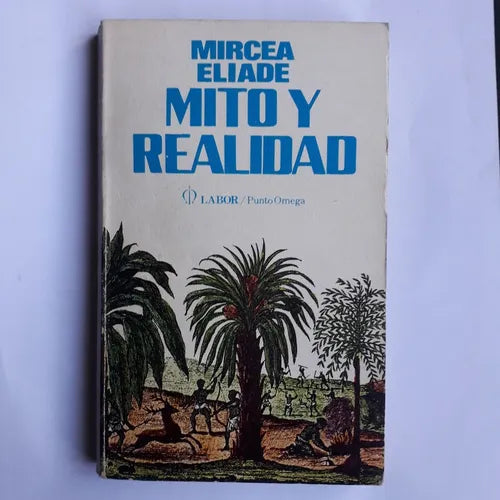 MIRCEA
ELIADE
MITO Y
REALIDAD
LABOR / Punto Omega